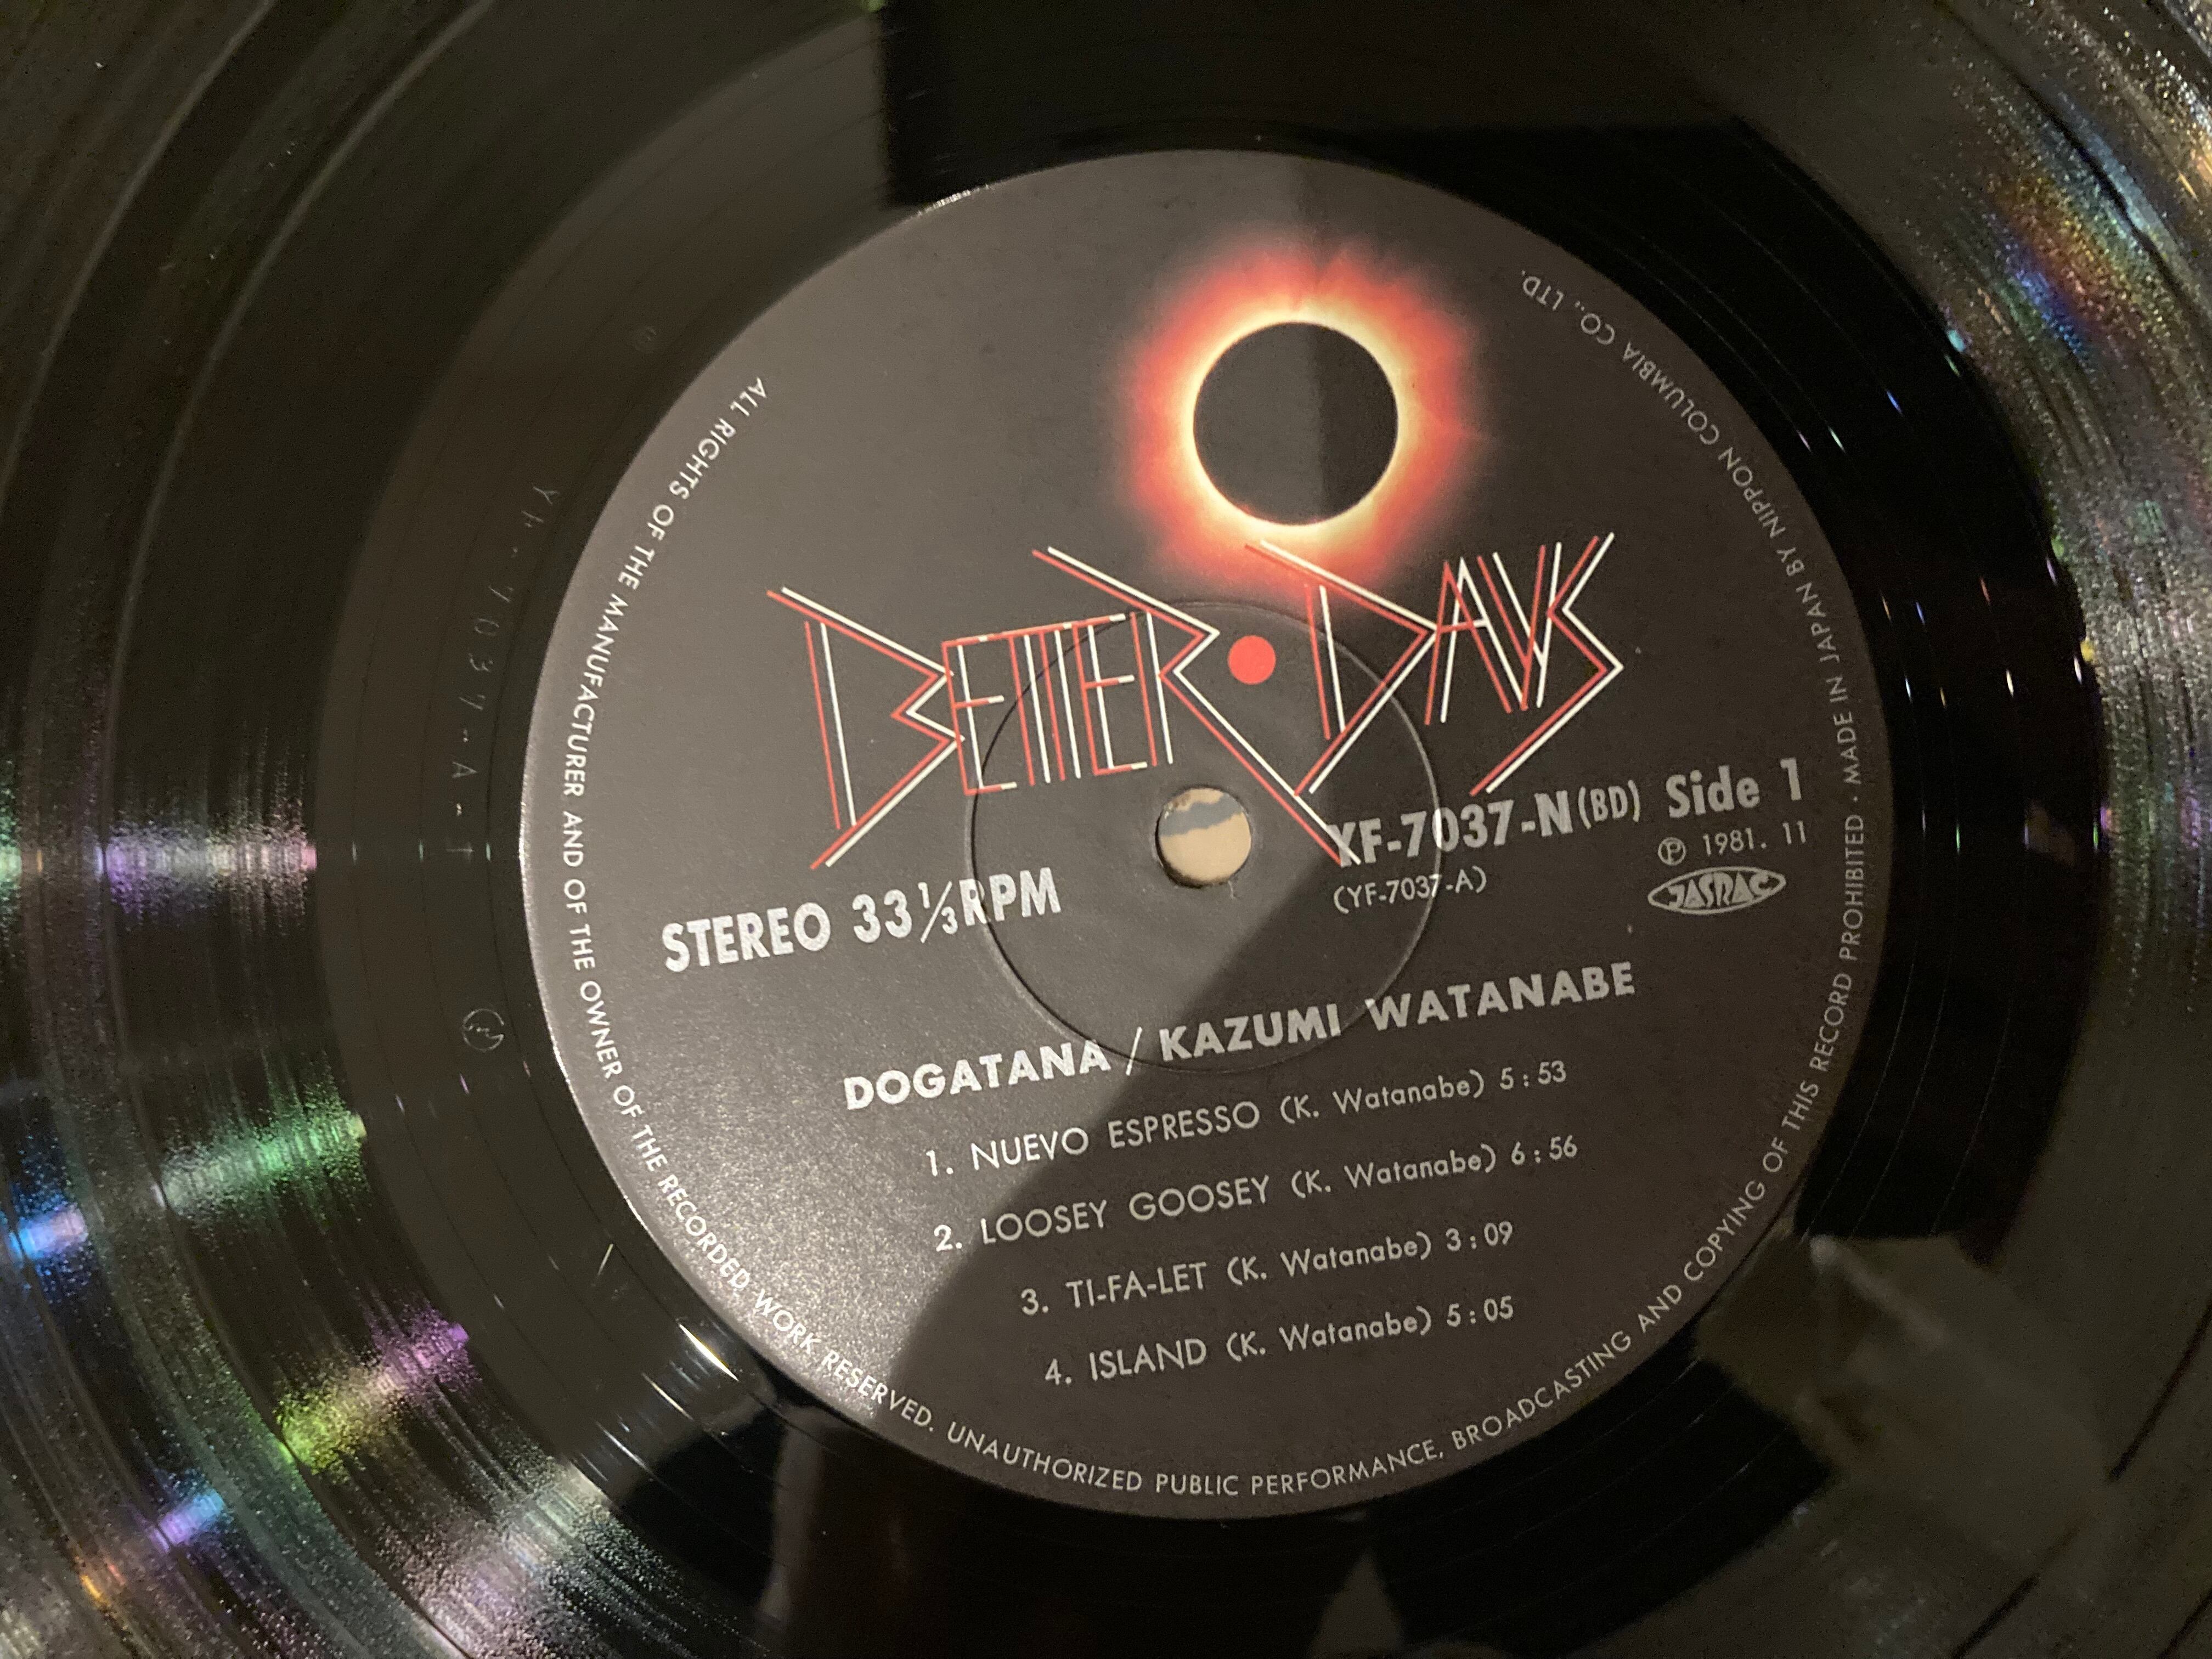 BETTER • DAYS
YF-7037-N(BD) Side 1
(YF-7037-A)
Ⓟ 1981. 11
JASRAC
STEREO 33⅓RPM
DOGATANA / KAZUMI WATANABE
1. NUEVO ESPRESSO (K. Watanabe) 5:53
2. LOOSEY GOOSEY (K. Watanabe) 6:56
3. TI-FA-LET (K. Watanabe) 3:09
4. ISLAND (K. Watanabe) 5:05
ALL RIGHTS OF THE MANUFACTURER AND OF THE OWNER OF THE RECORDED WORK RESERVED. UNAUTHORIZED PUBLIC PERFORMANCE, BROADCASTING AND COPYING OF THIS RECORD PROHIBITED • MADE IN JAPAN BY NIPPON COLUMBIA CO., LTD.